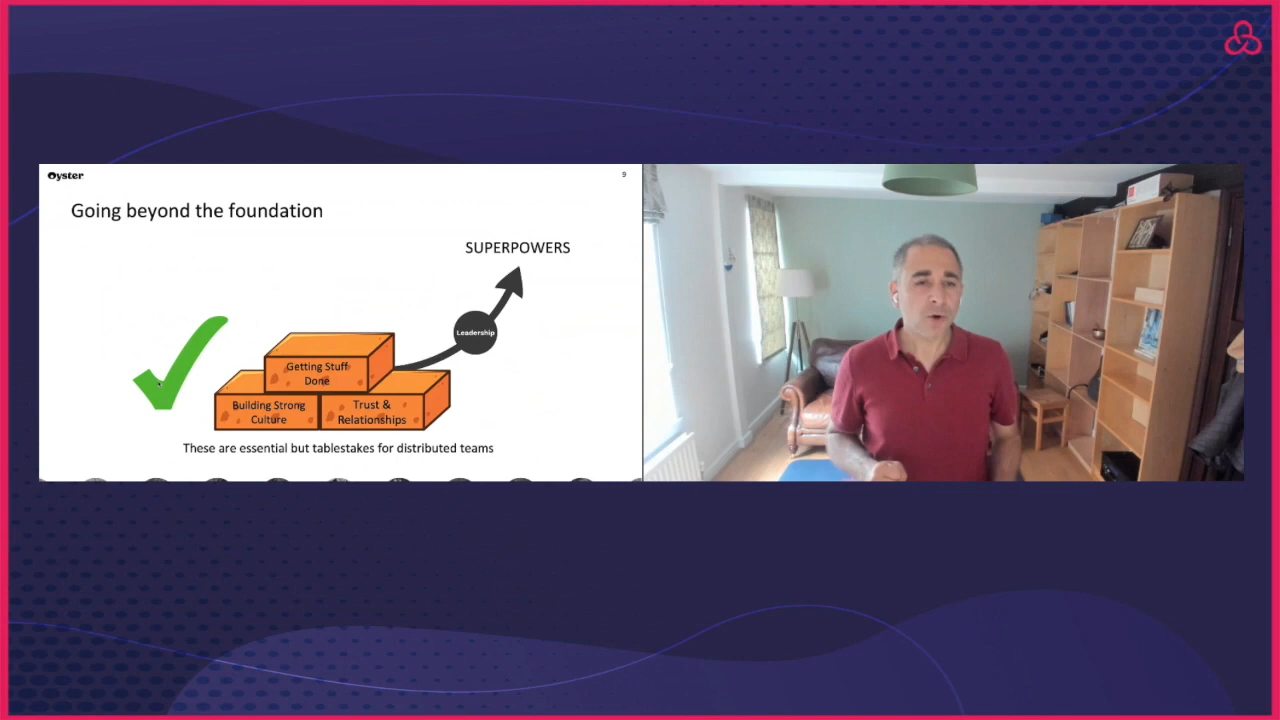 Oyster
9
Going beyond the foundation
SUPERPOWERS
Leadership
Getting Stuff
Done
Building Strong
Culture
Trust &
Relationships
These are essential but tablestakes for distributed teams